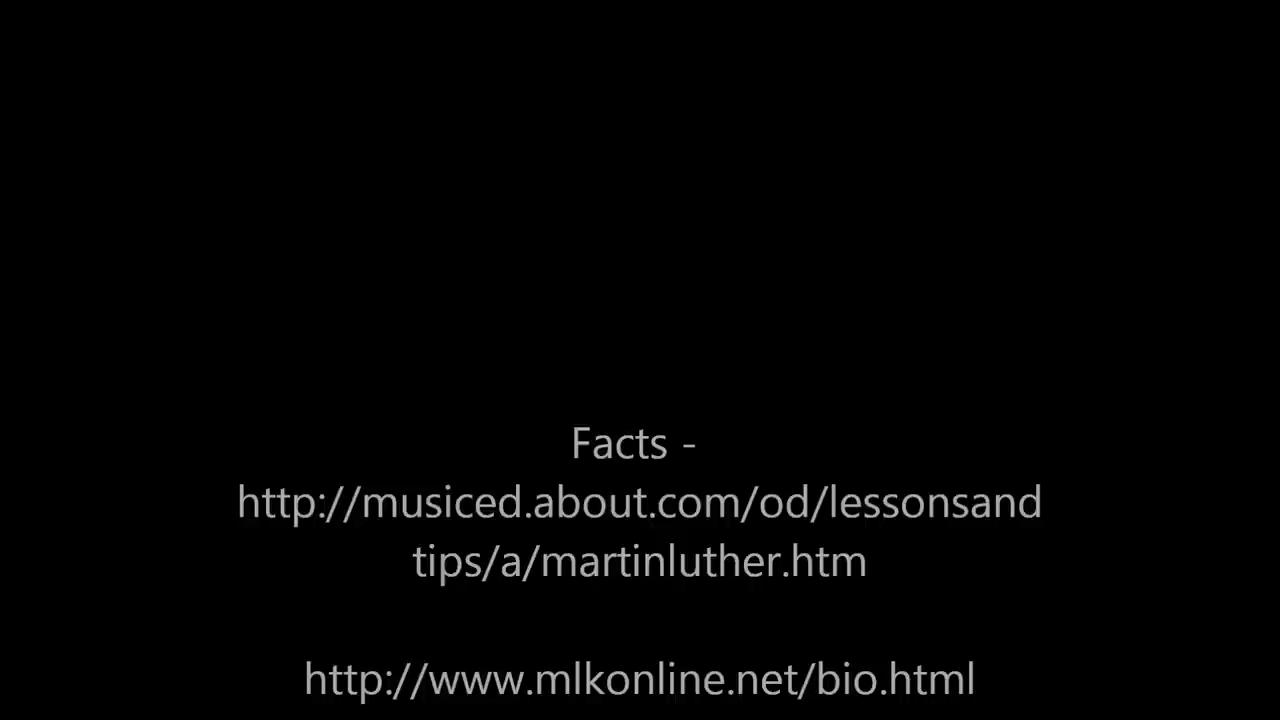 Facts -
http://musiced.about.com/od/lessonsand
tips/a/martinluther.htm
http://www.mlkonline.net/bio.html